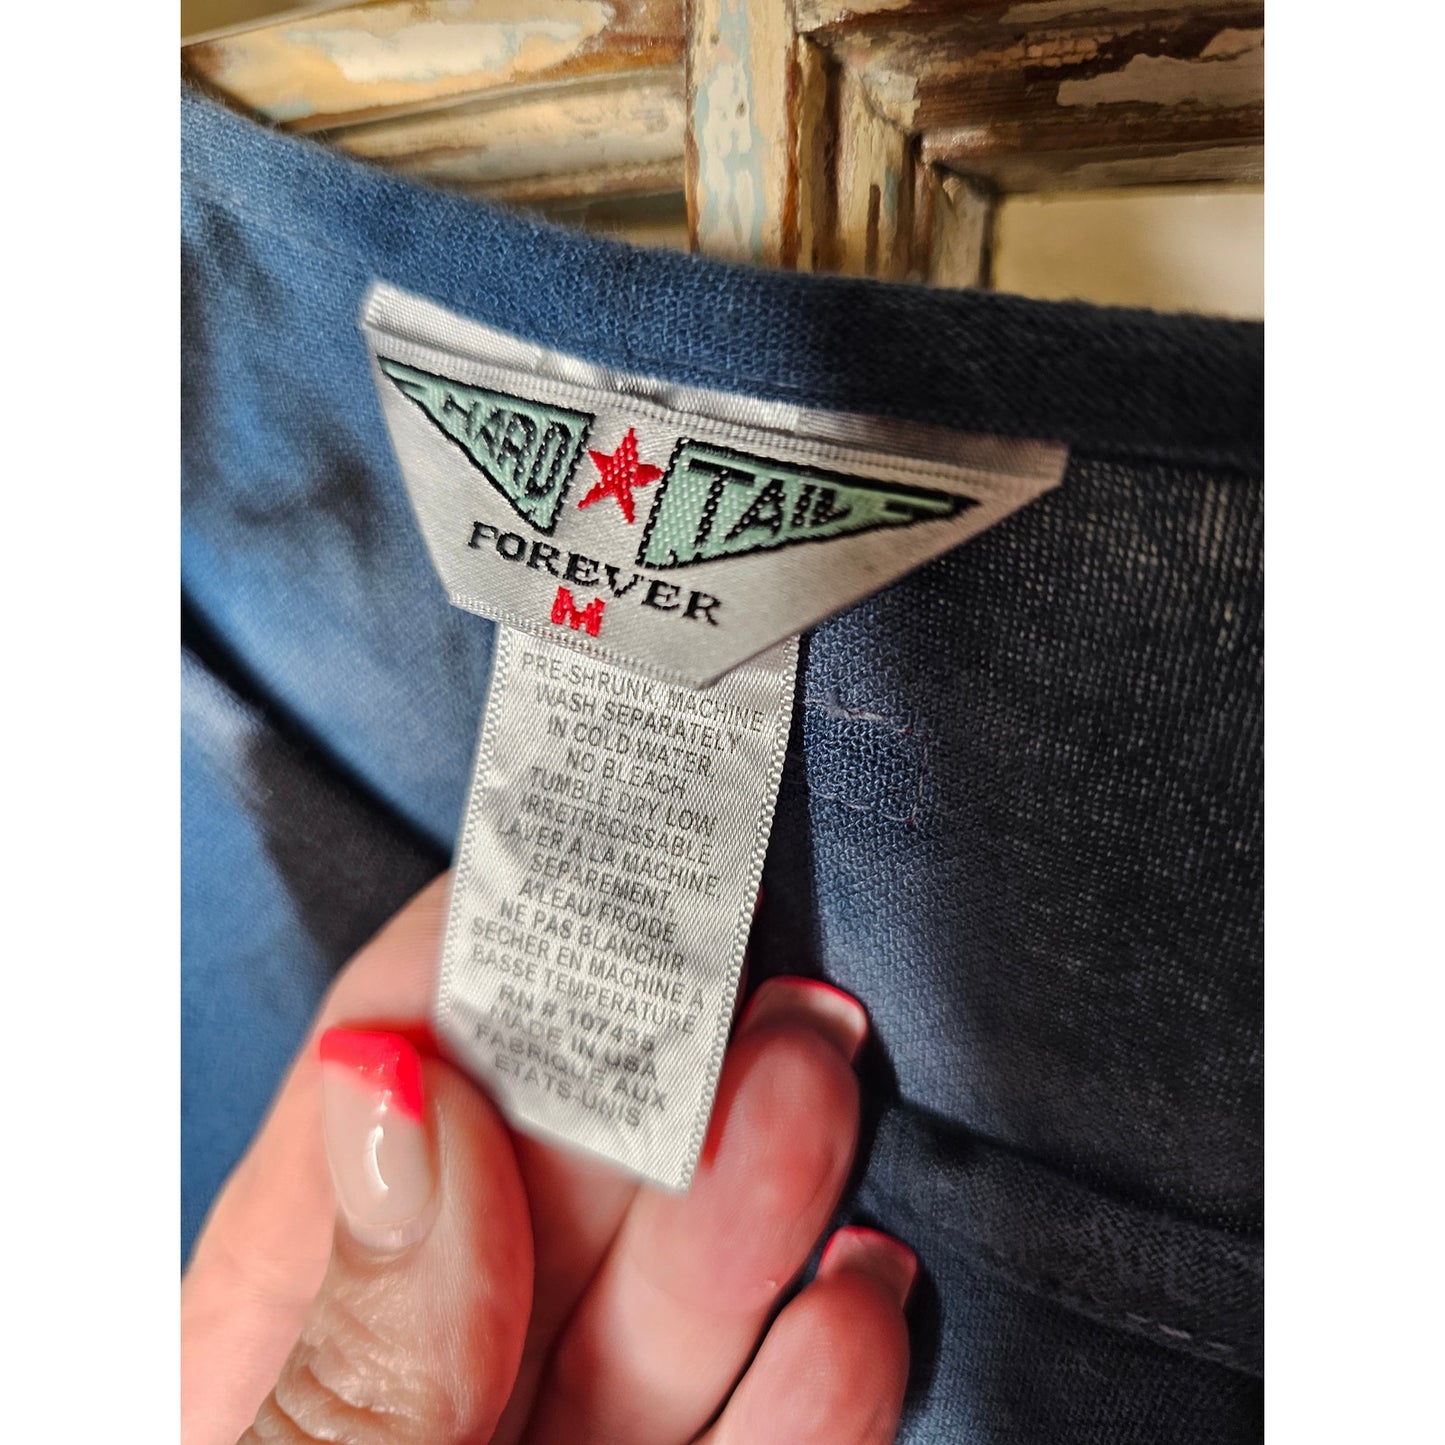 HARD ★ TAIL
FOREVER
M
PRE-SHRUNK, MACHINE
WASH SEPARATELY
IN COLD WATER,
NO BLEACH
TUMBLE DRY LOW
IRRETRECISSABLE
LAVER A LA MACHINE
SEPAREMENT,
A L'EAU FROIDE
NE PAS BLANCHIR
SECHER EN MACHINE A
BASSE TEMPERATURE
RN # 107435
MADE IN USA
FABRIQUE AUX
ETATS-UNIS